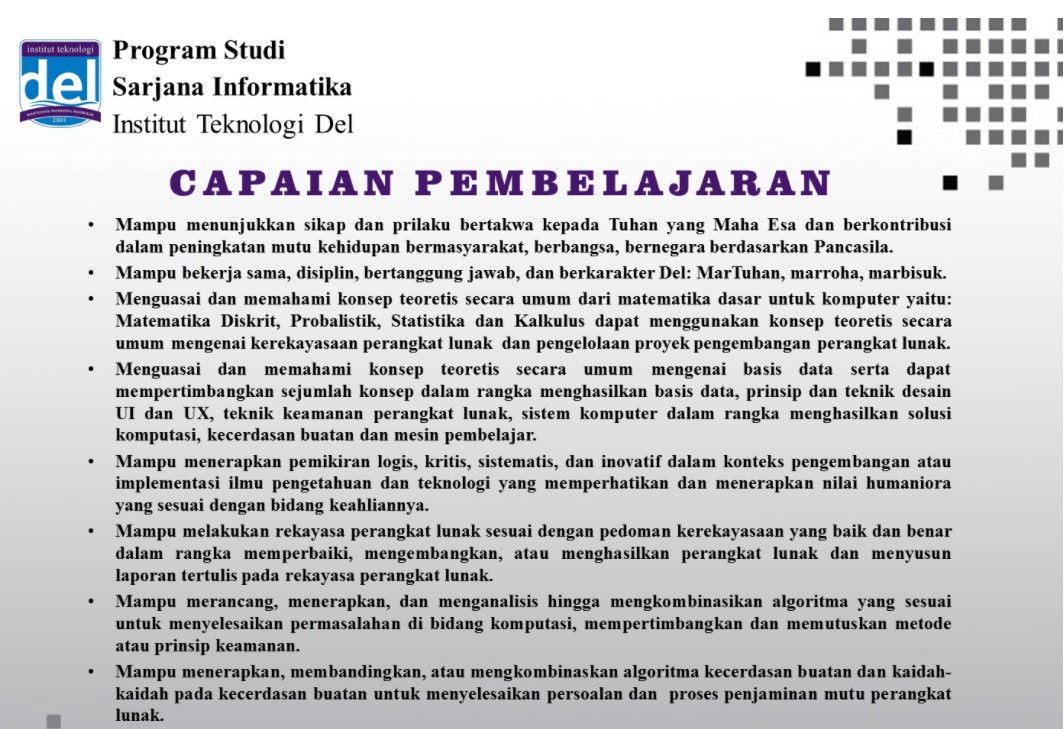 institut teknologi
del
MARTUHAN-MARROHA-MARBISUK
2001
Program Studi
Sarjana Informatika
Institut Teknologi Del
CAPAIAN PEMBELAJARAN
• Mampu menunjukkan sikap dan prilaku bertakwa kepada Tuhan yang Maha Esa dan berkontribusi
dalam peningkatan mutu kehidupan bermasyarakat, berbangsa, bernegara berdasarkan Pancasila.
• Mampu bekerja sama, disiplin, bertanggung jawab, dan berkarakter Del: MarTuhan, marroha, marbisuk.
• Menguasai dan memahami konsep teoretis secara umum dari matematika dasar untuk komputer yaitu:
Matematika Diskrit, Probalistik, Statistika dan Kalkulus dapat menggunakan konsep teoretis secara
umum mengenai kerekayasaan perangkat lunak dan pengelolaan proyek pengembangan perangkat lunak.
• Menguasai dan memahami konsep teoretis secara umum mengenai basis data serta dapat
mempertimbangkan sejumlah konsep dalam rangka menghasilkan basis data, prinsip dan teknik desain
UI dan UX, teknik keamanan perangkat lunak, sistem komputer dalam rangka menghasilkan solusi
komputasi, kecerdasan buatan dan mesin pembelajar.
• Mampu menerapkan pemikiran logis, kritis, sistematis, dan inovatif dalam konteks pengembangan atau
implementasi ilmu pengetahuan dan teknologi yang memperhatikan dan menerapkan nilai humaniora
yang sesuai dengan bidang keahliannya.
• Mampu melakukan rekayasa perangkat lunak sesuai dengan pedoman kerekayasaan yang baik dan benar
dalam rangka memperbaiki, mengembangkan, atau menghasilkan perangkat lunak dan menyusun
laporan tertulis pada rekayasa perangkat lunak.
• Mampu merancang, menerapkan, dan menganalisis hingga mengkombinasikan algoritma yang sesuai
untuk menyelesaikan permasalahan di bidang komputasi, mempertimbangkan dan memutuskan metode
atau prinsip keamanan.
• Mampu menerapkan, membandingkan, atau mengkombinaskan algoritma kecerdasan buatan dan kaidah-
kaidah pada kecerdasan buatan untuk menyelesaikan persoalan dan proses penjaminan mutu perangkat
lunak.